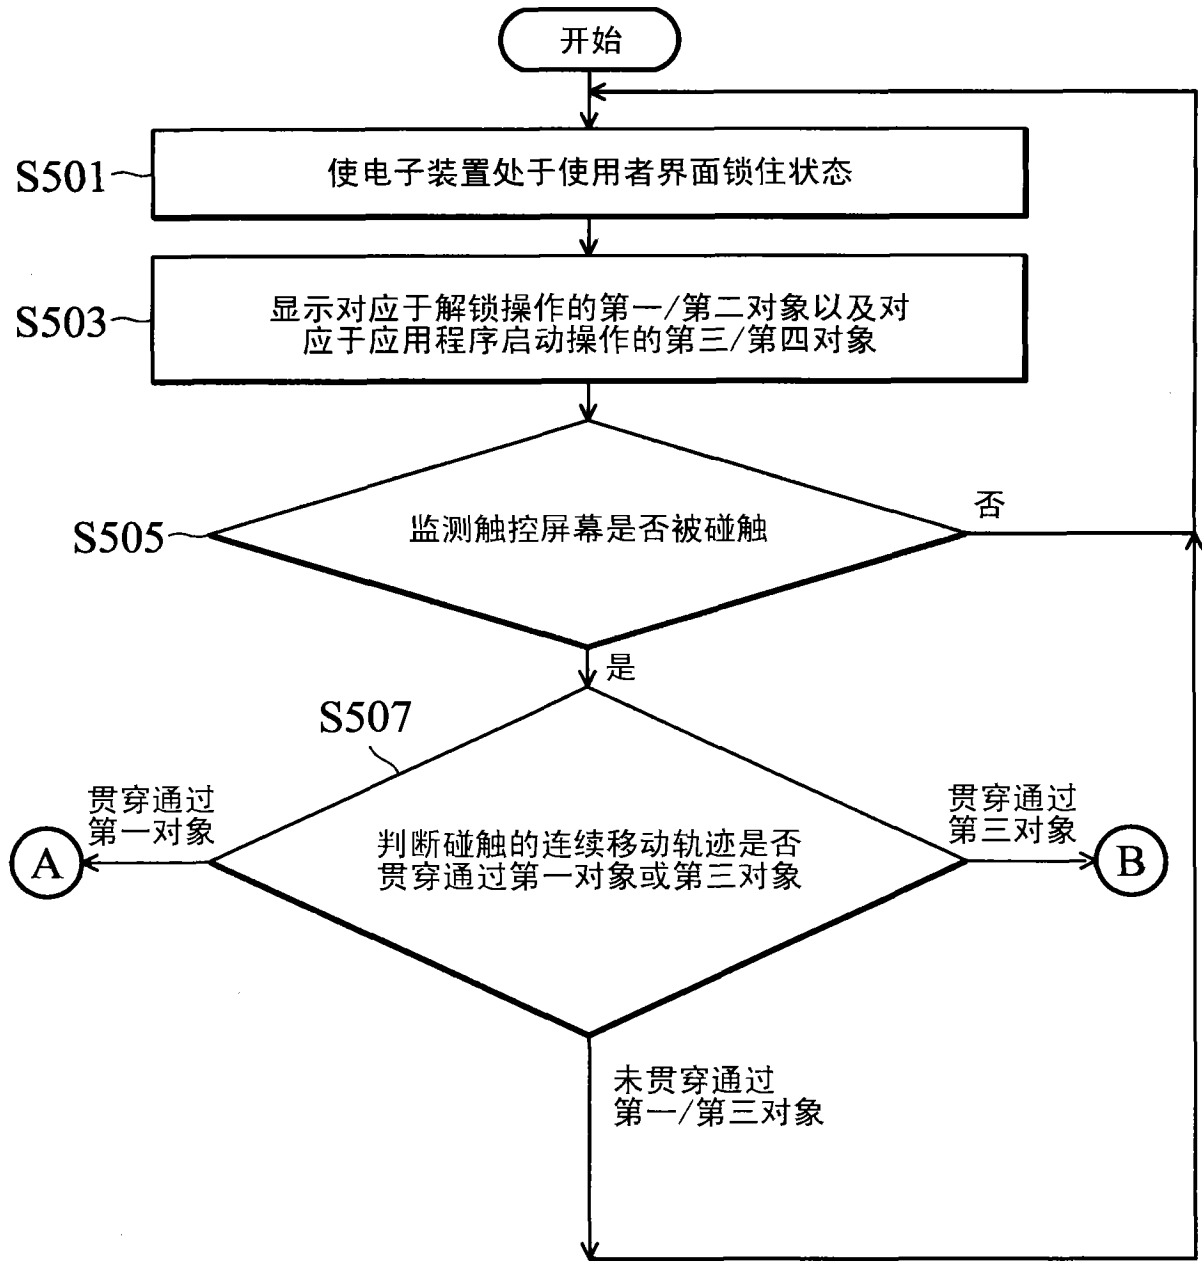 开始
S501
使电子装置处于使用者界面锁住状态
S503
显示对应于解锁操作的第一/第二对象以及对
应于应用程序启动操作的第三/第四对象
S505
监测触控屏幕是否被碰触
否
是
S507
贯穿通过
第一对象
A
判断碰触的连续移动轨迹是否
贯穿通过第一对象或第三对象
贯穿通过
第三对象
B
未贯穿通过
第一/第三对象